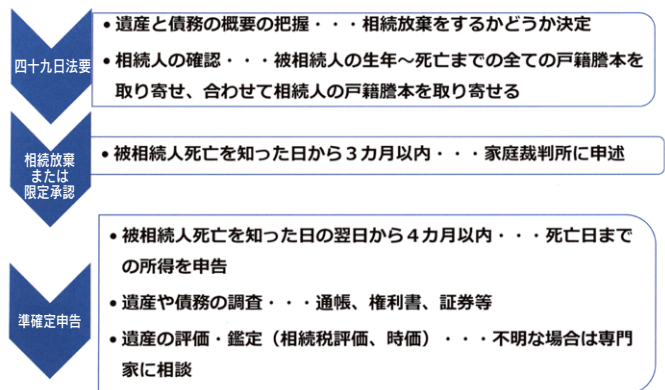 四十九日法要
• 遺産と債務の概要の把握・・・相続放棄をするかどうか決定
• 相続人の確認・・・被相続人の生年～死亡までの全ての戸籍謄本を
取り寄せ、合わせて相続人の戸籍謄本を取り寄せる
相続放棄
または
限定承認
• 被相続人死亡を知った日から３カ月以内・・・家庭裁判所に申述
準確定申告
• 被相続人死亡を知った日の翌日から４カ月以内・・・死亡日まで
の所得を申告
• 遺産や債務の調査・・・通帳、権利書、証券等
• 遺産の評価・鑑定（相続税評価、時価）・・・不明な場合は専門
家に相談